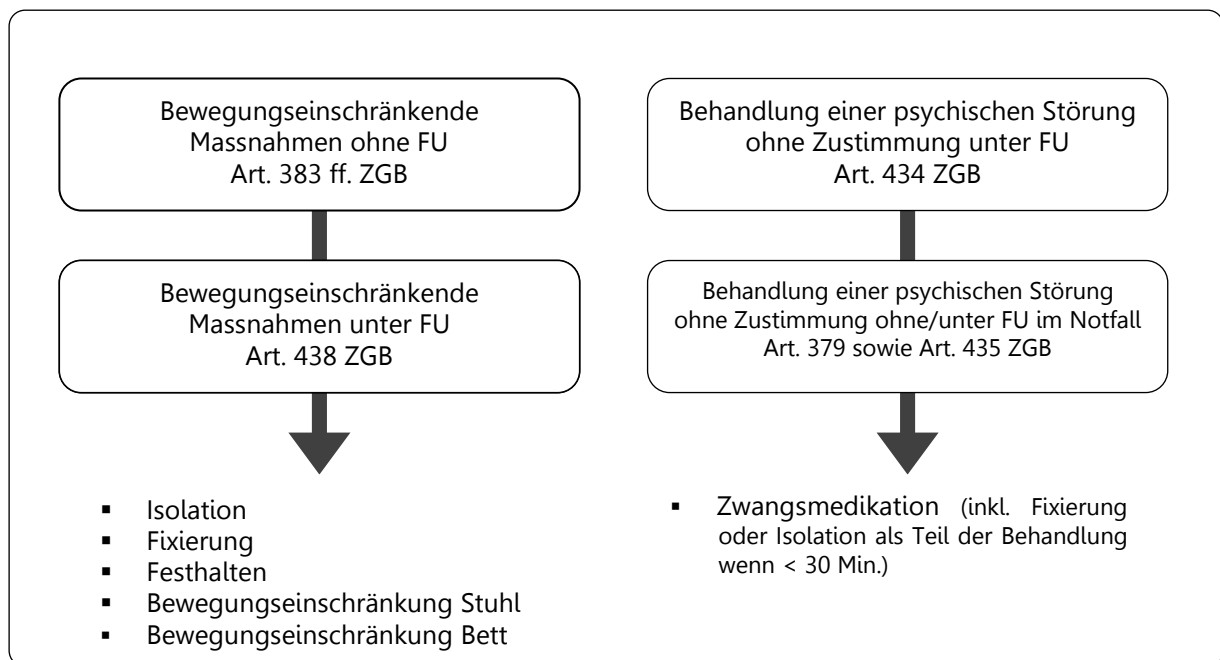 Bewegungseinschränkende
Massnahmen ohne FU
Art. 383 ff. ZGB
Bewegungseinschränkende
Massnahmen unter FU
Art. 438 ZGB
▪ Isolation
▪ Fixierung
▪ Festhalten
▪ Bewegungseinschränkung Stuhl
▪ Bewegungseinschränkung Bett
Behandlung einer psychischen Störung
ohne Zustimmung unter FU
Art. 434 ZGB
Behandlung einer psychischen Störung
ohne Zustimmung ohne/unter FU im Notfall
Art. 379 sowie Art. 435 ZGB
▪ Zwangsmedikation (inkl. Fixierung
oder Isolation als Teil der Behandlung
wenn < 30 Min.)